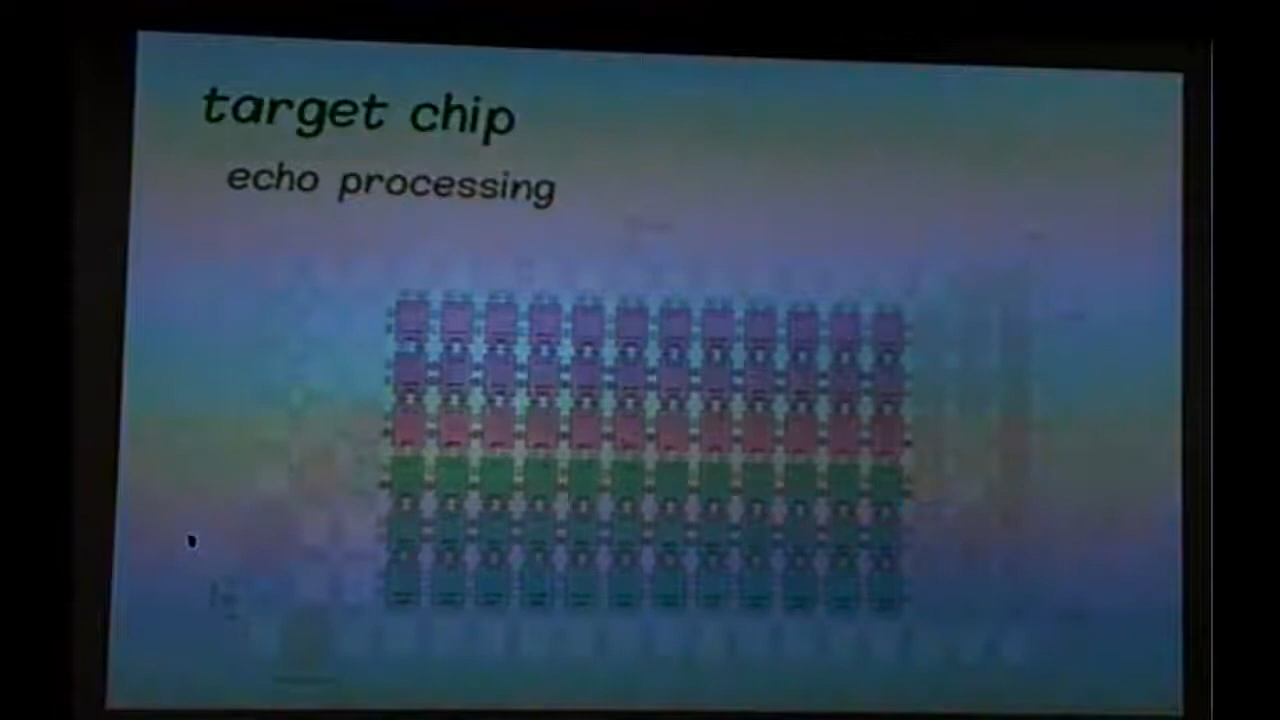 target chip
echo processing